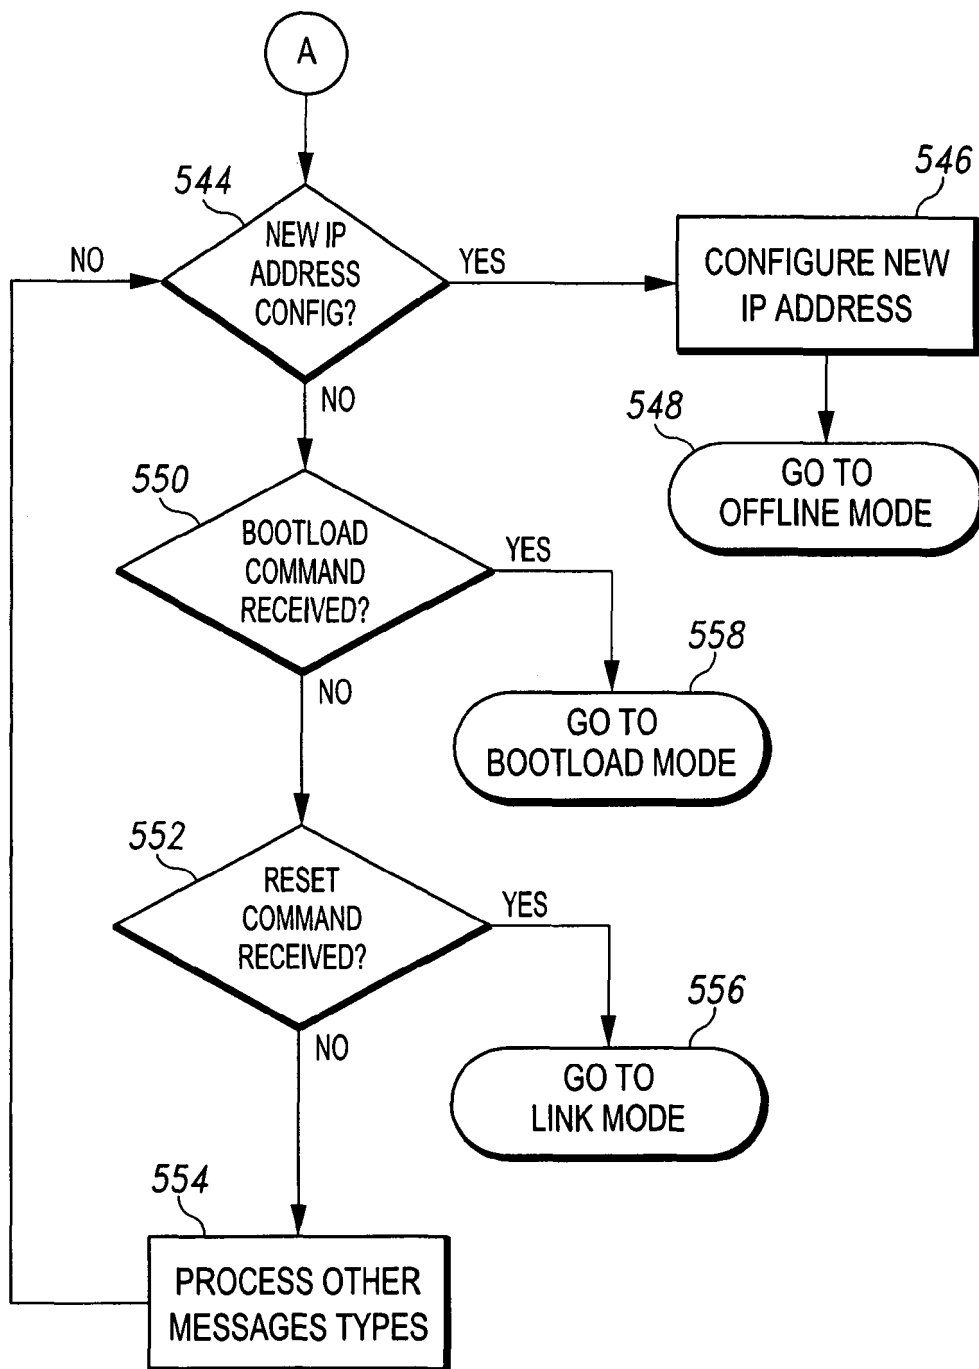 A
544
NEW IP
ADDRESS
CONFIG?
NO
YES
546
CONFIGURE NEW
IP ADDRESS
NO
548
GO TO
OFFLINE MODE
550
BOOTLOAD
COMMAND
RECEIVED?
YES
NO
558
GO TO
BOOTLOAD MODE
552
RESET
COMMAND
RECEIVED?
YES
NO
556
GO TO
LINK MODE
554
PROCESS OTHER
MESSAGES TYPES